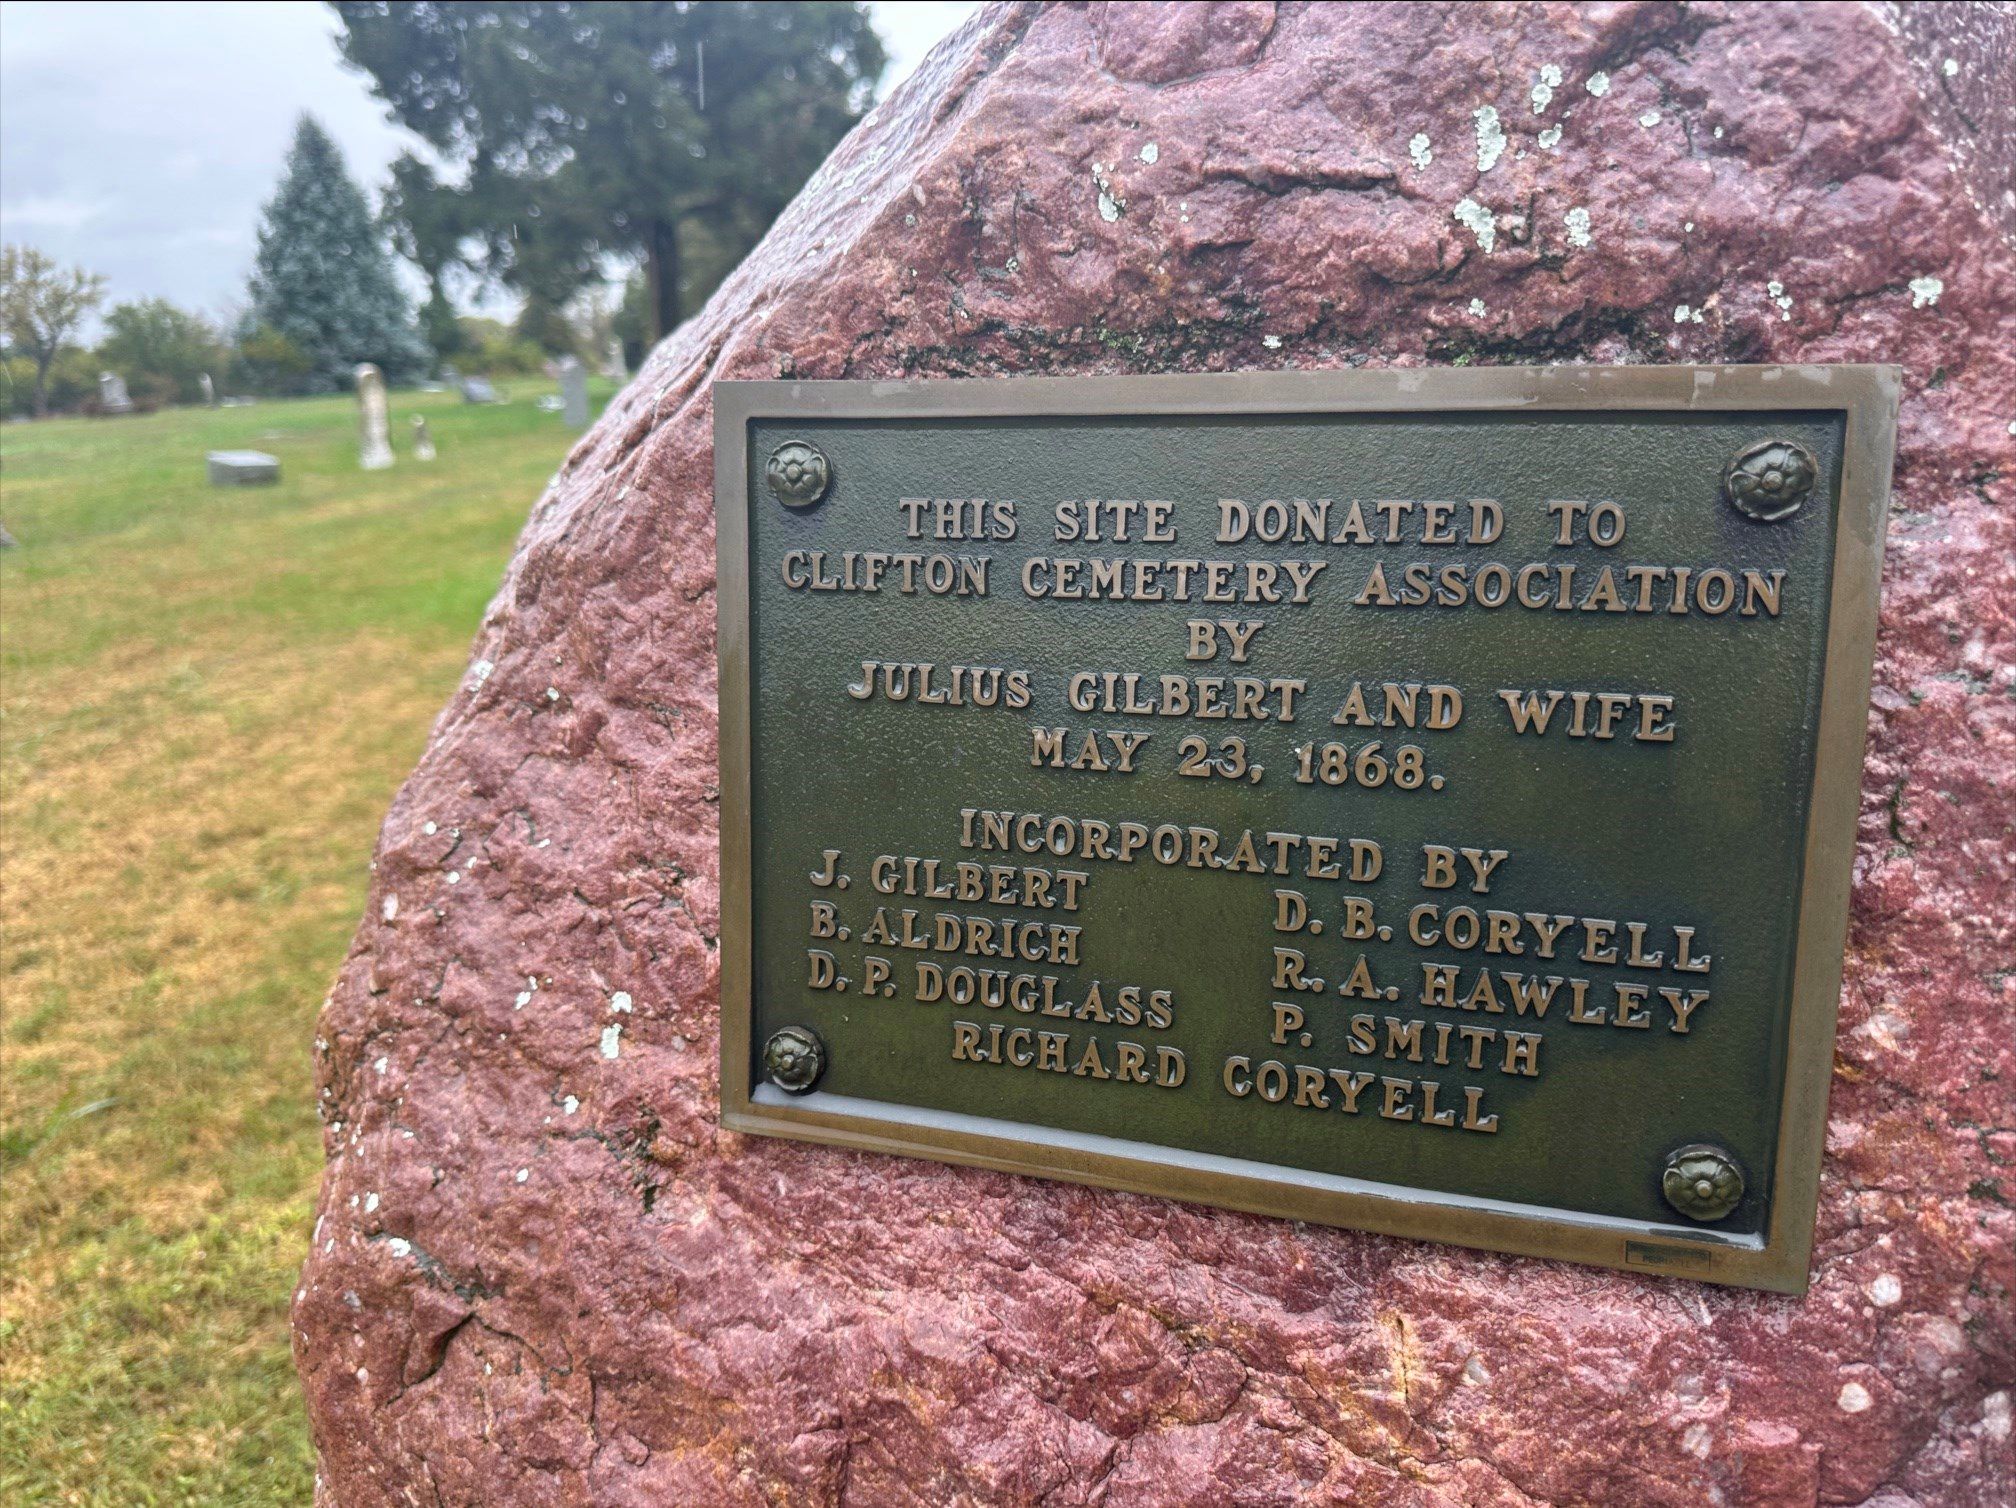 THIS SITE DONATED TO
CLIFTON CEMETERY ASSOCIATION
BY
JULIUS GILBERT AND WIFE
MAY 23, 1868.
INCORPORATED BY
J. GILBERT
B. ALDRICH
D. P. DOUGLASS
D. B. CORYELL
R. A. HAWLEY
P. SMITH
RICHARD CORYELL